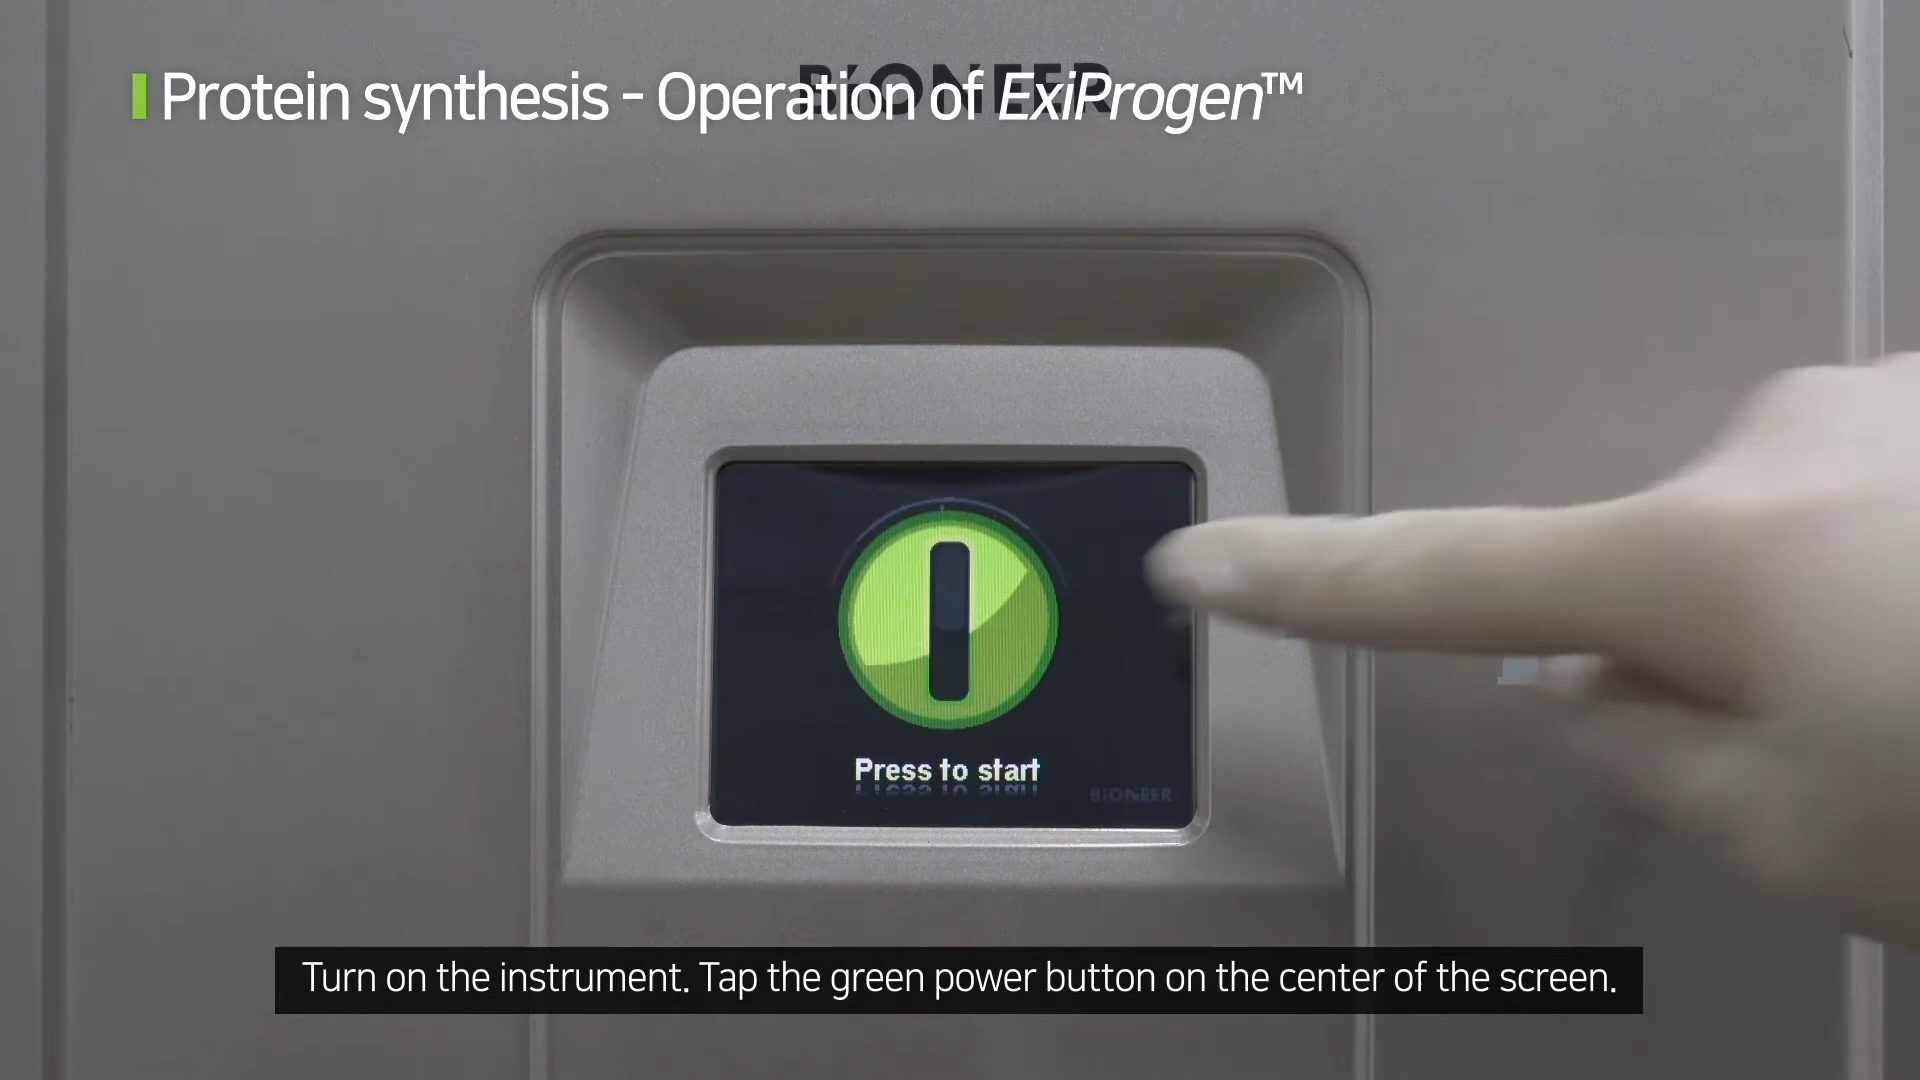 BiONEER
Protein synthesis - Operation of ExiProgen™
Press to start
BiONEER
Turn on the instrument. Tap the green power button on the center of the screen.